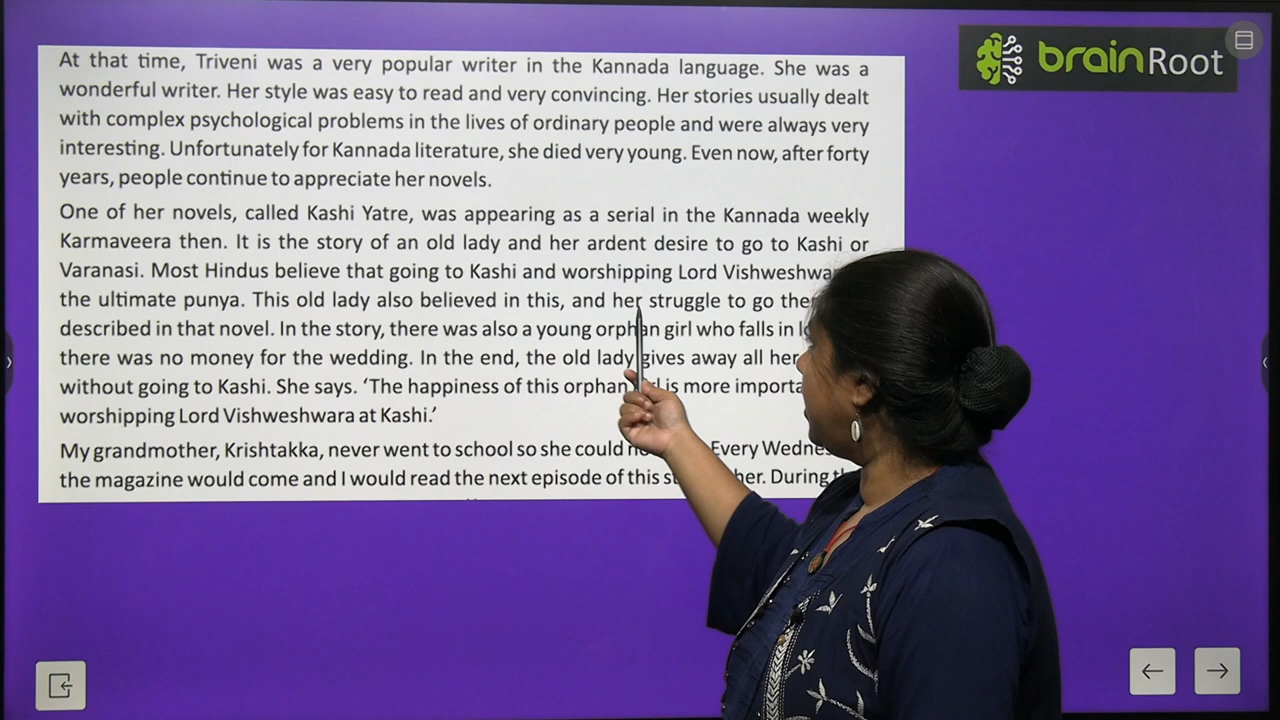 brainRoot
At that time, Triveni was a very popular writer in the Kannada language. She was a
wonderful writer. Her style was easy to read and very convincing. Her stories usually dealt
with complex psychological problems in the lives of ordinary people and were always very
interesting. Unfortunately for Kannada literature, she died very young. Even now, after forty
years, people continue to appreciate her novels.
One of her novels, called Kashi Yatre, was appearing as a serial in the Kannada weekly
Karmaveera then. It is the story of an old lady and her ardent desire to go to Kashi or
Varanasi. Most Hindus believe that going to Kashi and worshipping Lord
the ultimate punya. This old lady also believed in this, and her struggle to go
described in that novel. In the story, there was also a young orphan girl who falls in
there was no money for the wedding. In the end, the old lady gives away all her
without going to Kashi. She says. ‘The happiness of this orphan is more
worshipping Lord Vishweshwara at Kashi.’
My grandmother, Krishtakka, never went to school so she could Every
the magazine would come and I would read the next episode of this her. During